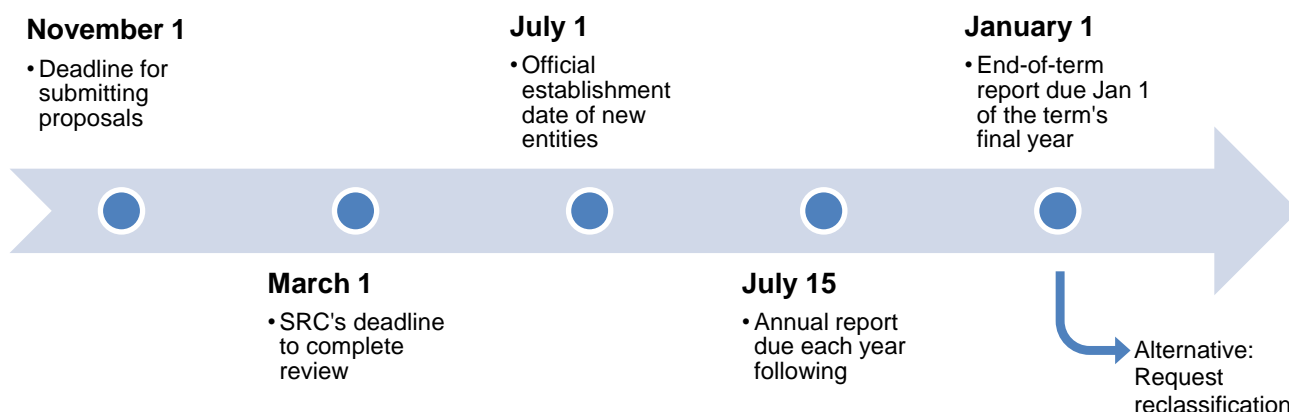 November 1
• Deadline for
submitting
proposals
March 1
• SRC's deadline
to complete
review
July 1
• Official
establishment
date of new
entities
July 15
• Annual report
due each year
following
January 1
• End-of-term
report due Jan 1
of the term's
final year
Alternative:
Request
reclassification